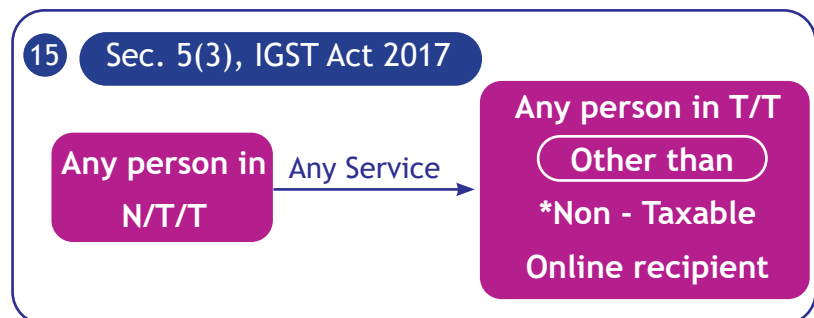 15 Sec. 5(3), IGST Act 2017
Any person in
N/T/T
Any Service
Any person in T/T
Other than
*Non - Taxable
Online recipient